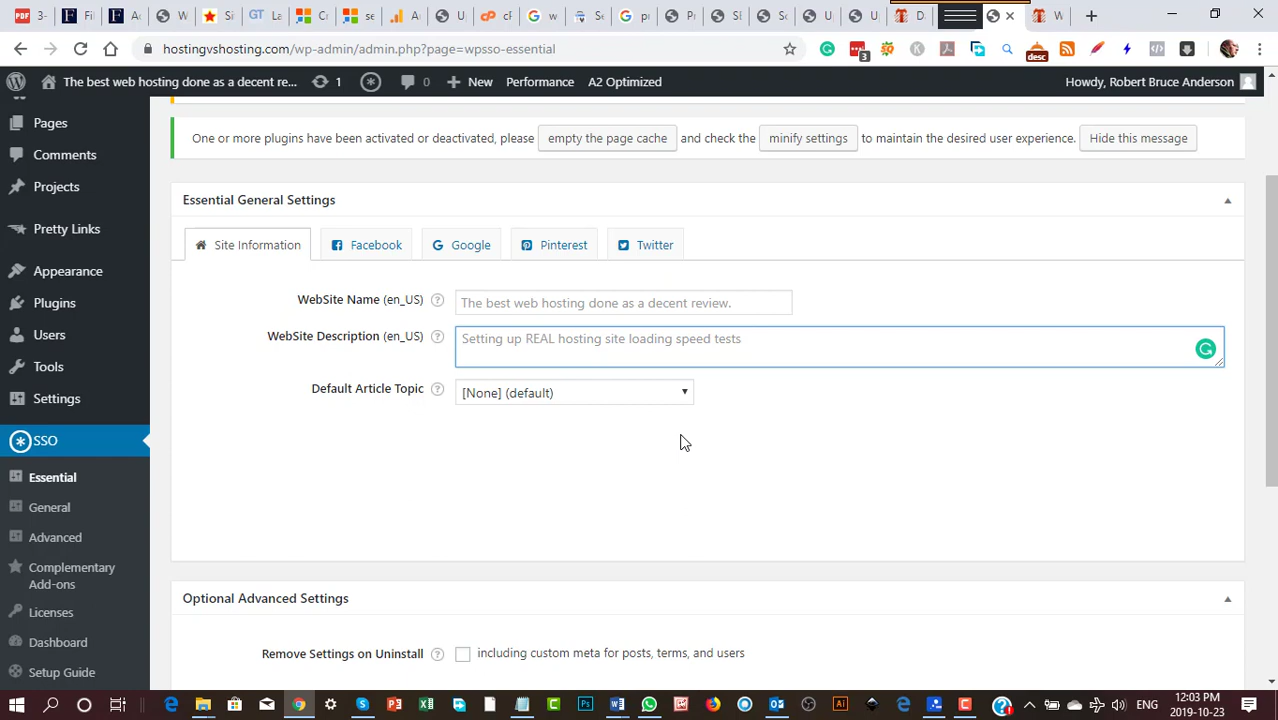 hostingvshosting.com/wp-admin/admin.php?page=wpsso-essential
3
desc
The best web hosting done as a decent re... 1 0 New Performance A2 Optimized Howdy, Robert Bruce Anderson
Pages
Comments
Projects
Pretty Links
Appearance
Plugins
Users
Tools
Settings
SSO
Essential
General
Advanced
Complementary
Add-ons
Licenses
Dashboard
Setup Guide
One or more plugins have been activated or deactivated, please empty the page cache and check the minify settings to maintain the desired user experience. Hide this message
Essential General Settings
Site Information Facebook Google Pinterest Twitter
WebSite Name (en_US) The best web hosting done as a decent review.
WebSite Description (en_US) Setting up REAL hosting site loading speed tests
Default Article Topic [None] (default)
Optional Advanced Settings
Remove Settings on Uninstall including custom meta for posts, terms, and users
12:03 PM
2019-10-23